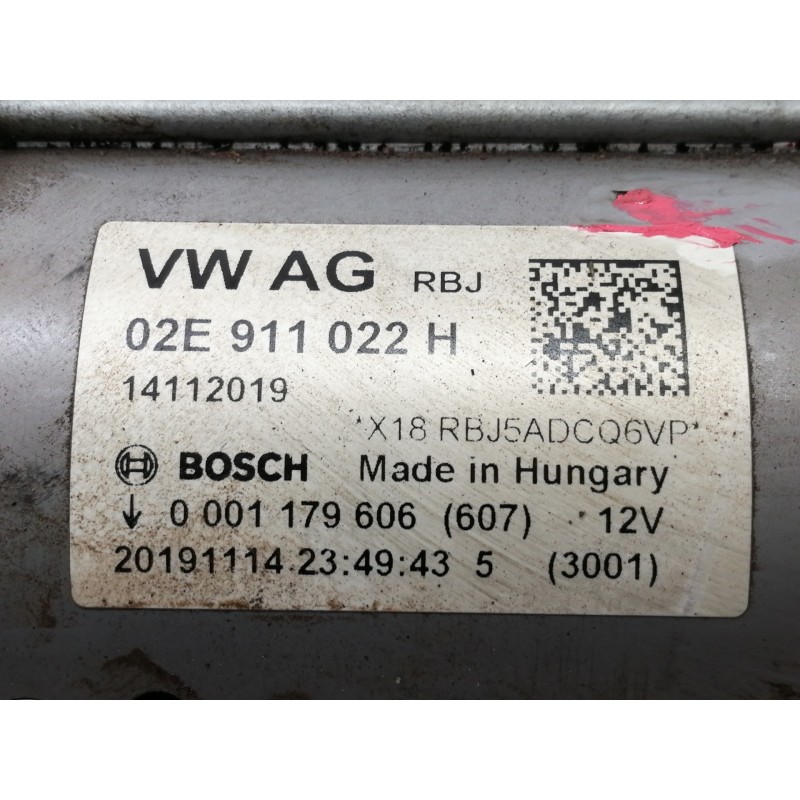 VW AG RBJ
02E 911 022 H
14112019
*X18 RBJ5ADCQ6VP*
BOSCH Made in Hungary
↓ 0 001 179 606 (607) 12V
20191114 23:49:43 5 (3001)